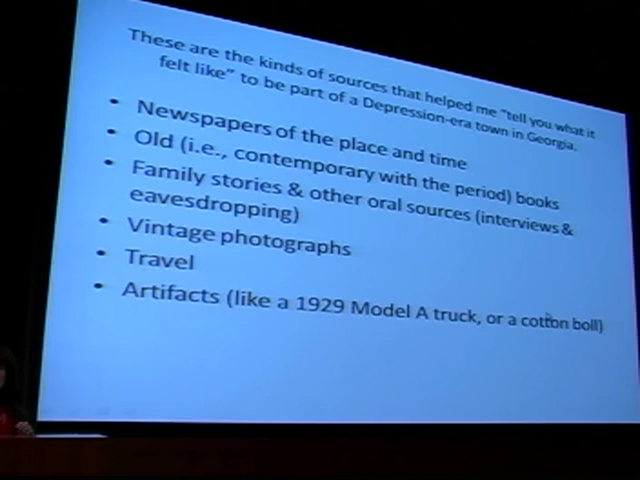 These are the kinds of sources that helped me "tell you what it
felt like" to be part of a Depression-era town in Georgia.
• Newspapers of the place and time
• Old (i.e., contemporary with the period) books
• Family stories & other oral sources (interviews &
eavesdropping)
• Vintage photographs
• Travel
• Artifacts (like a 1929 Model A truck, or a cotton boll)